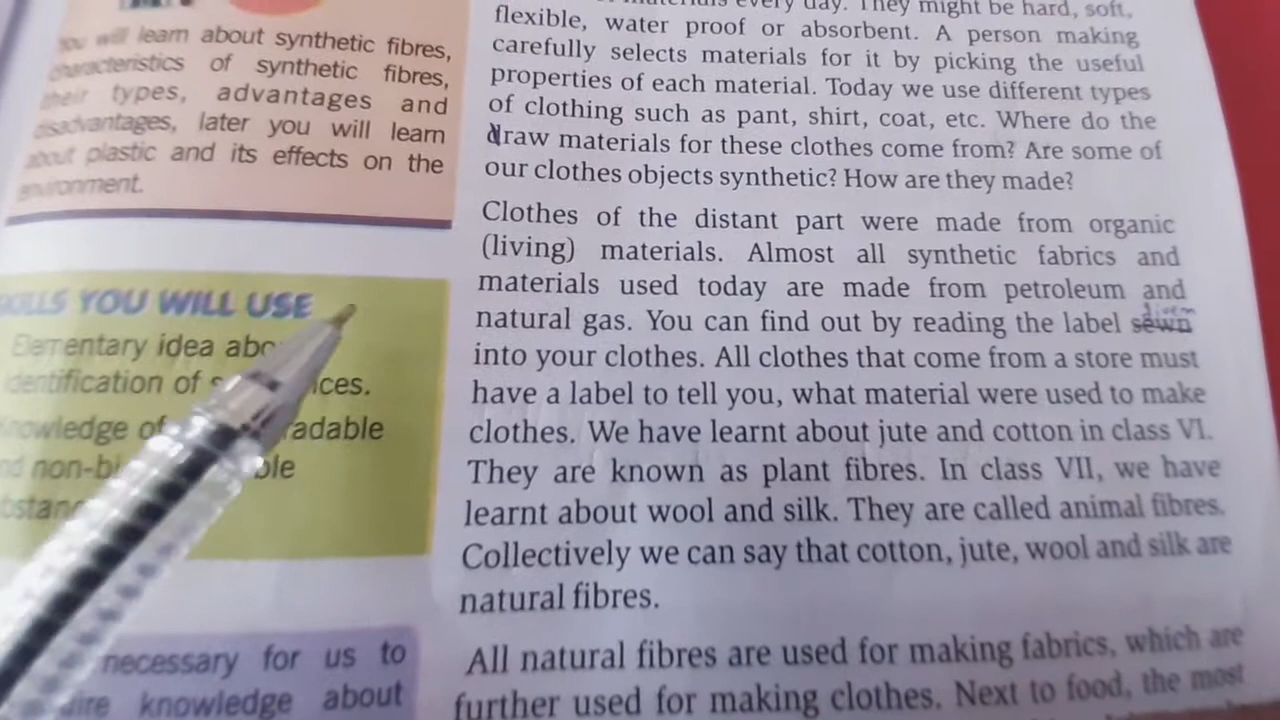 you will learn about synthetic fibres,
characteristics of synthetic fibres,
their types, advantages and
disadvantages, later you will learn
about plastic and its effects on the
environment.
SKILLS YOU WILL USE
Elementary idea
identification of
knowledge of
and
necessary for us to
knowledge about
materials every day. They might be hard, soft,
flexible, water proof or absorbent. A person making
carefully selects materials for it by picking the useful
properties of each material. Today we use different types
of clothing such as pant, shirt, coat, etc. Where do the
draw materials for these clothes come from? Are some of
our clothes objects synthetic? How are they made?
Clothes of the distant part were made from organic
(living) materials. Almost all synthetic fabrics and
materials used today are made from petroleum and
natural gas. You can find out by reading the label sewn
into your clothes. All clothes that come from a store must
have a label to tell you, what material were used to make
clothes. We have learnt about jute and cotton in class VI.
They are known as plant fibres. In class VII, we have
learnt about wool and silk. They are called animal fibres.
Collectively we can say that cotton, jute, wool and silk are
natural fibres.
All natural fibres are used for making fabrics, which are
further used for making clothes. Next to food, the most